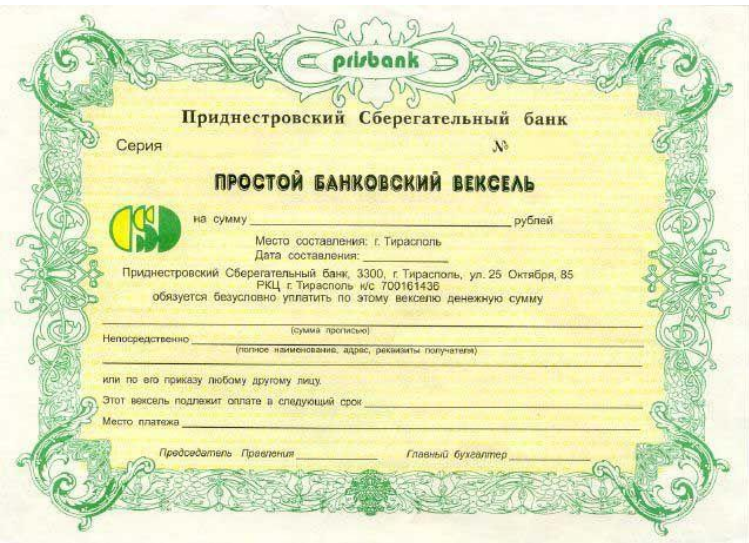 prisbank
Приднестровский Сберегательный банк
Серия №
ПРОСТОЙ БАНКОВСКИЙ ВЕКСЕЛЬ
на сумму рублей
Место составления: г. Тирасполь
Дата составления:
Приднестровский Сберегательный банк, 3300, г. Тирасполь, ул. 25 Октября, 85
РКЦ г. Тирасполь к/с 700161436
обязуется безусловно уплатить по этому векселю денежную сумму
(сумма прописью)
Непосредственно
(полное наименование, адрес, реквизиты получателя)
или по его приказу любому другому лицу.
Этот вексель подлежит оплате в следующий срок
Место платежа
Председатель Правления Главный бухгалтер